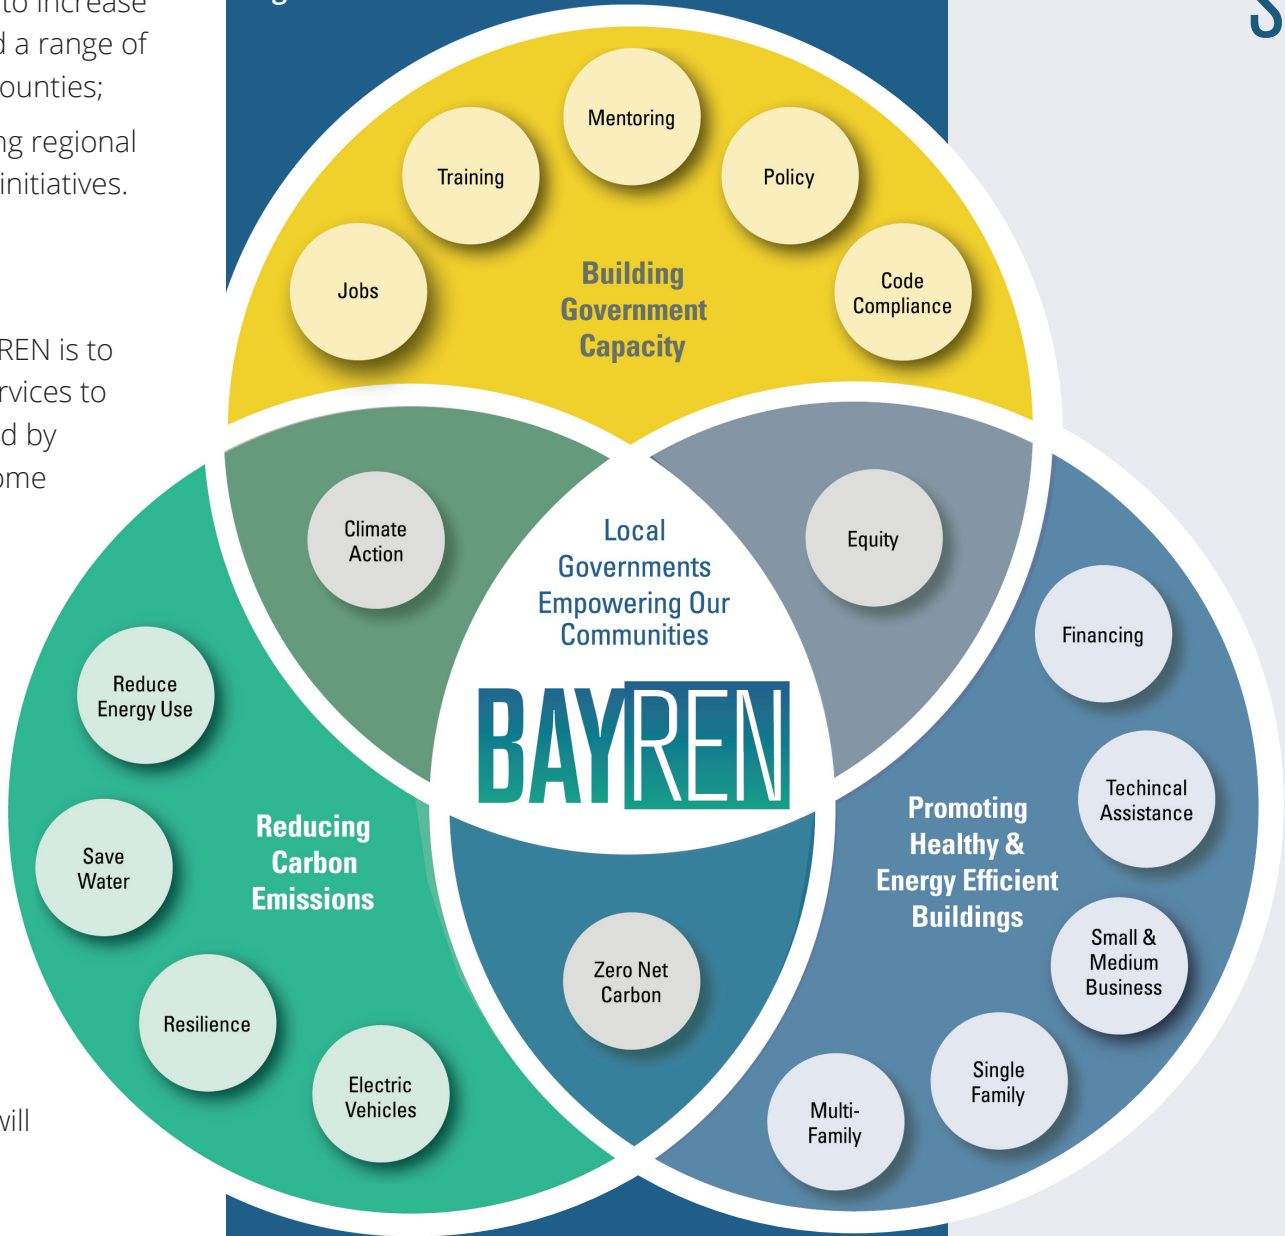 to increase
a range of
ounties;
ng regional
initiatives.
REN is to
rvices to
d by
ome
will
Mentoring
Training
Policy
Jobs
Code
Compliance
Building
Government
Capacity
Climate
Action
Local
Governments
Empowering Our
Communities
BAYREN
Equity
Reduce
Energy Use
Save
Water
Resilience
Electric
Vehicles
Reducing
Carbon
Emissions
Zero Net
Carbon
Promoting
Healthy &
Energy Efficient
Buildings
Financing
Techincal
Assistance
Small &
Medium
Business
Single
Family
Multi-
Family